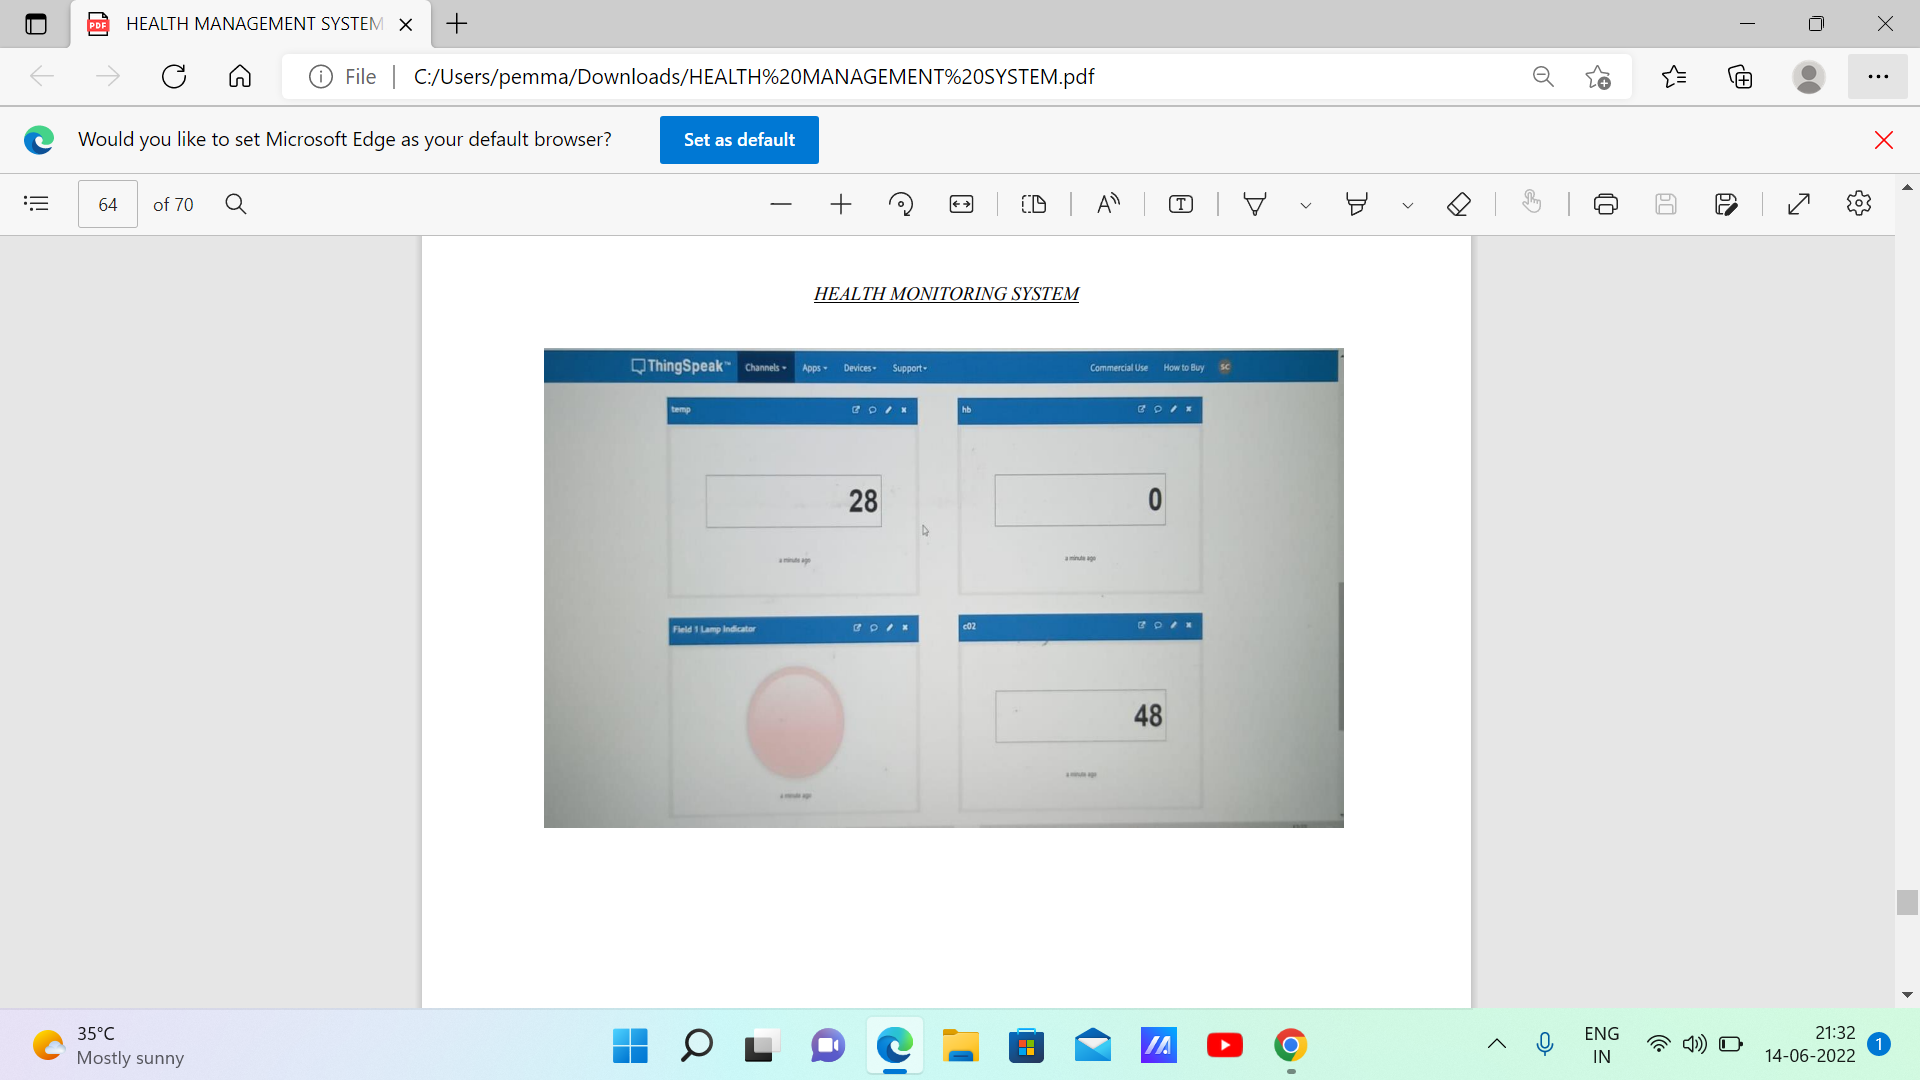 HEALTH MANAGEMENT SYSTEM
File
C:/Users/pemma/Downloads/HEALTH%20MANAGEMENT%20SYSTEM.pdf
Would you like to set Microsoft Edge as your default browser?
Set as default
64 of 70
HEALTH MONITORING SYSTEM
ThingSpeak™ Channels Apps Devices Support Commercial Use How to Buy SC
temp
hb
28
0
a minute ago
a minute ago
Field 1 Lamp Indicator
c02
48
a minute ago
a minute ago
35°C
Mostly sunny
ENG
IN
21:32
14-06-2022
1